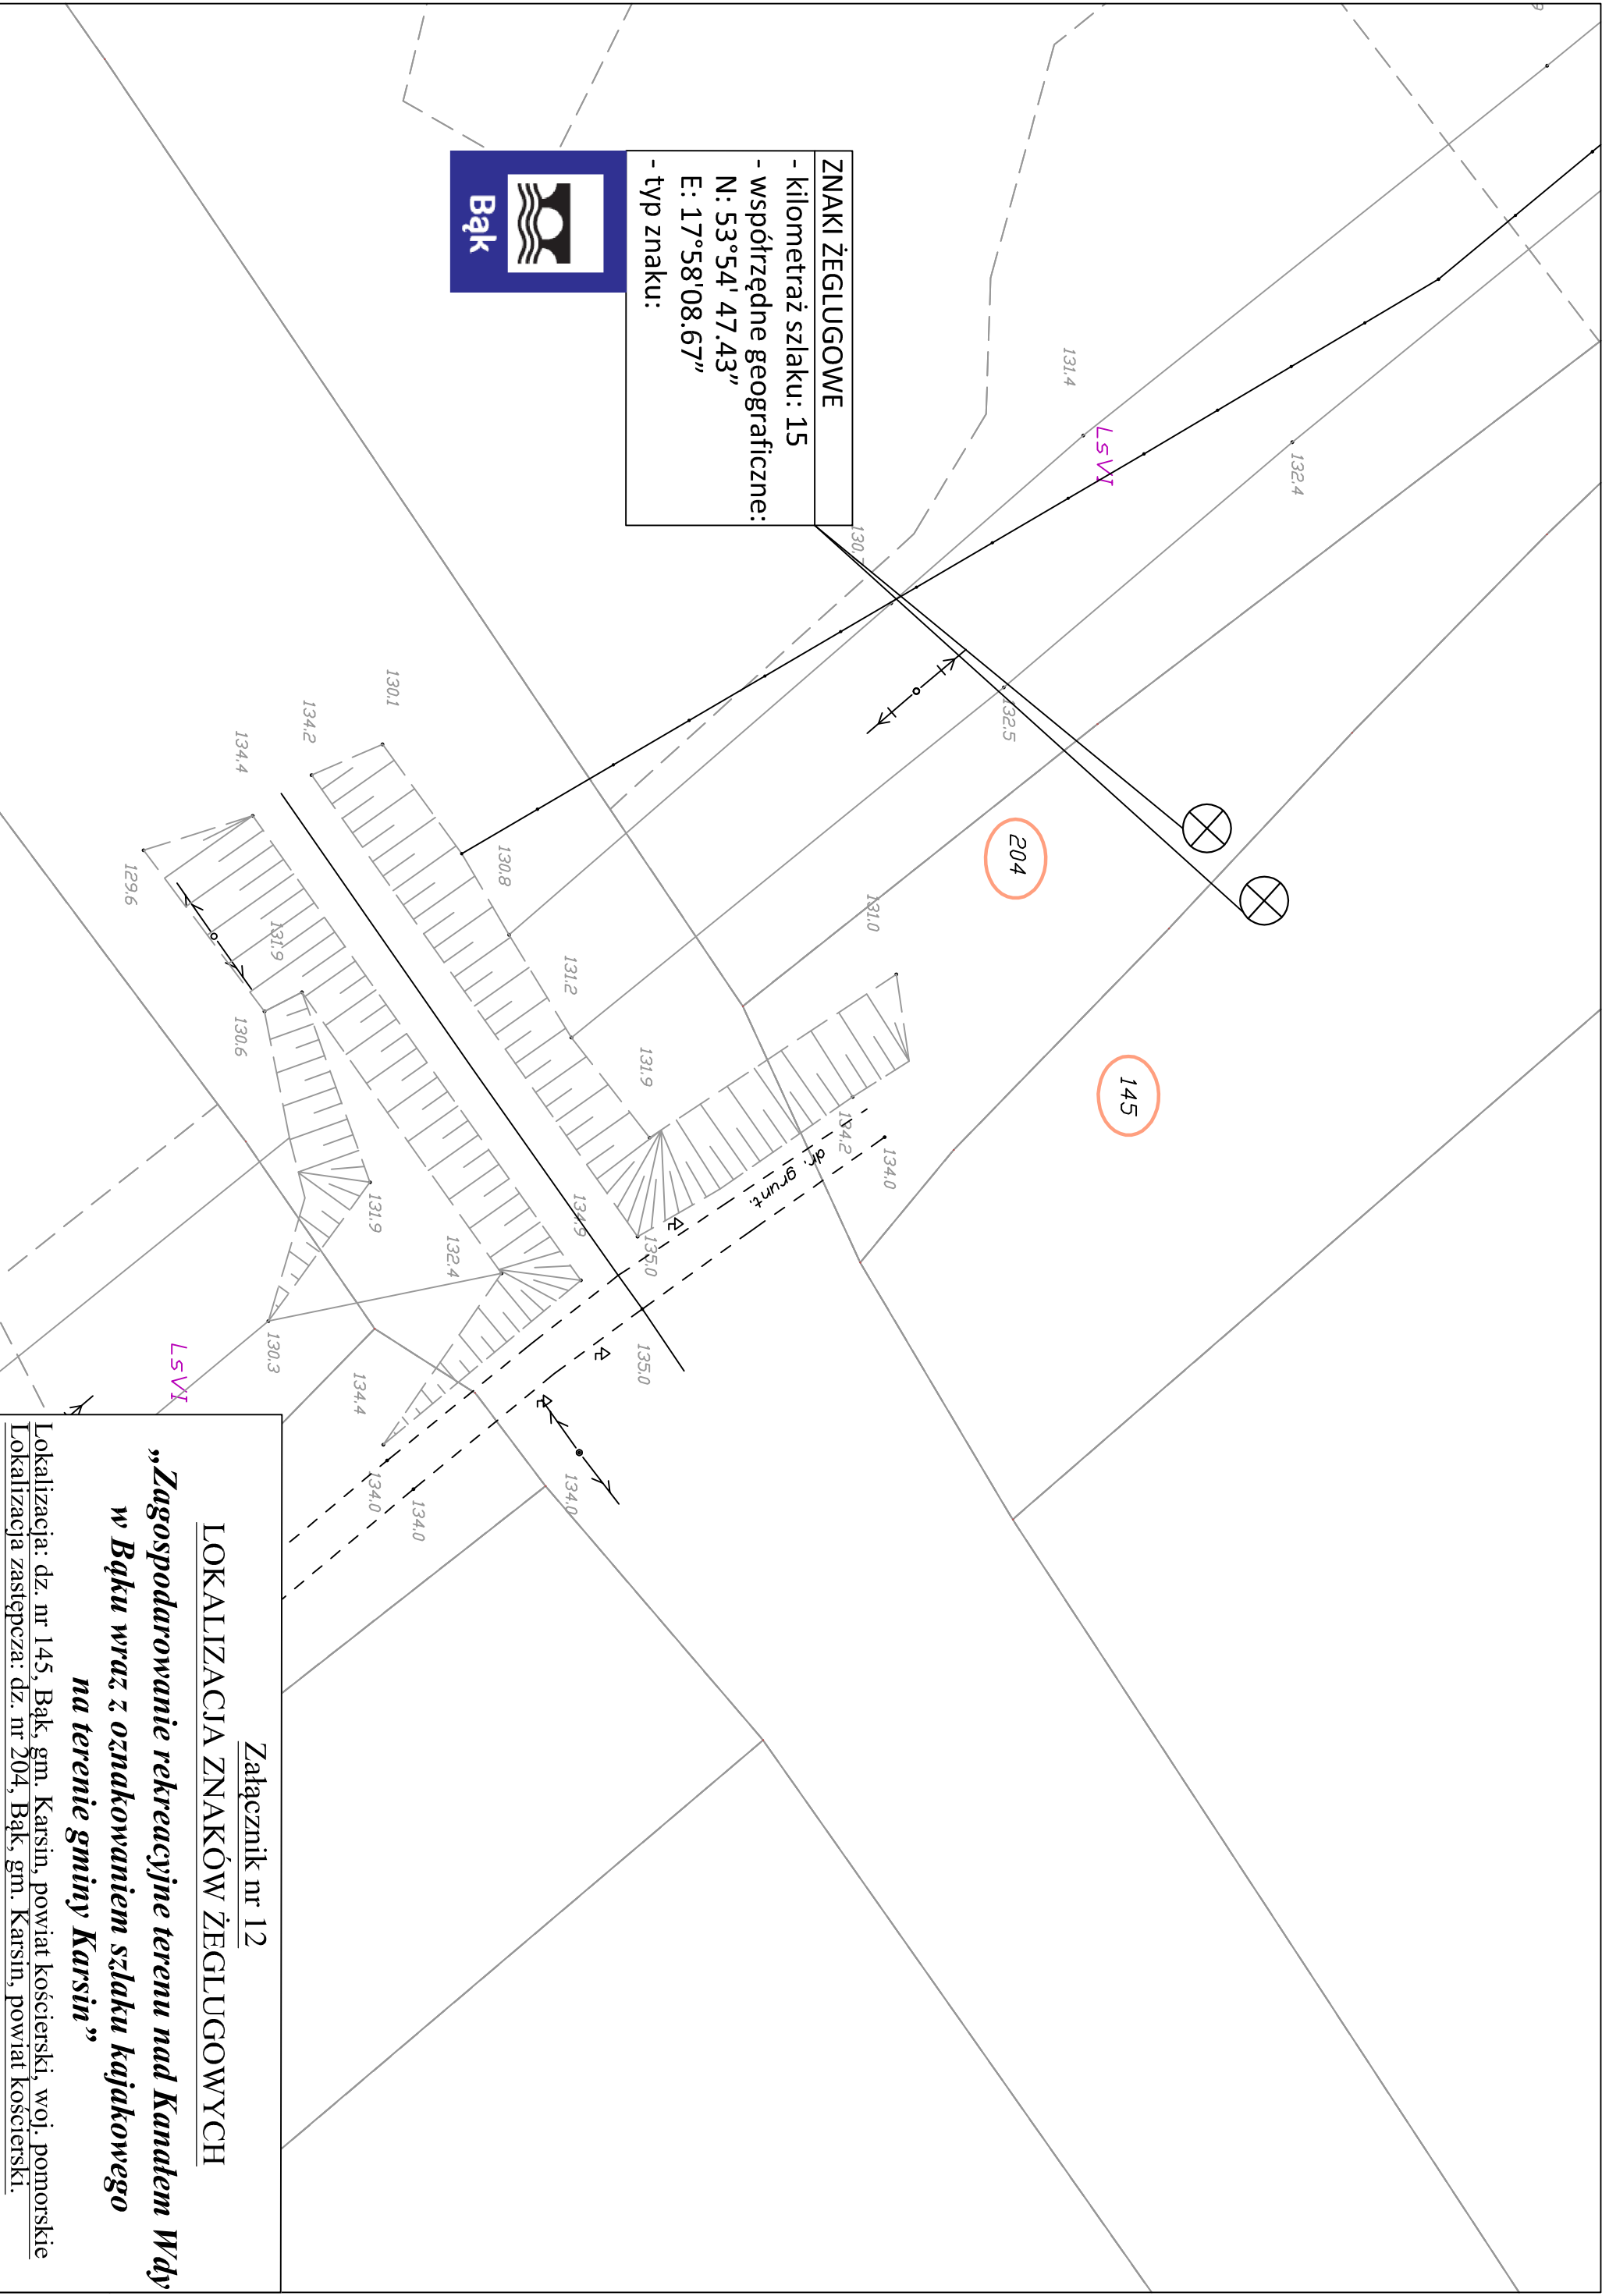 ZNAKI ŻEGLUGOWE
- kilometraż szlaku: 15
- współrzędne geograficzne:
N: 53°54' 47.43”
E: 17°58'08.67”
- typ znaku:
Bąk
131.4
LsVI
132.4
132.5
204
145
131.0
130.1
134.2
134.4
130.8
131.2
131.9
129.6
131.9
130.6
134.2
134.0
dr. grunt.
135.0
134.9
131.9
132.4
135.0
130.3
134.4
LsVI
134.0
134.0
134.0
Załącznik nr 12
LOKALIZACJA ZNAKÓW ŻEGLUGOWYCH
„Zagospodarowanie rekreacyjne terenu nad Kanałem Wdy
w Bąku wraz z oznakowaniem szlaku kajakowego
na terenie gminy Karsin”
Lokalizacja: dz. nr 145, Bąk, gm. Karsin, powiat kościerski, woj. pomorskie
Lokalizacja zastępcza: dz. nr 204, Bąk, gm. Karsin, powiat kościerski.